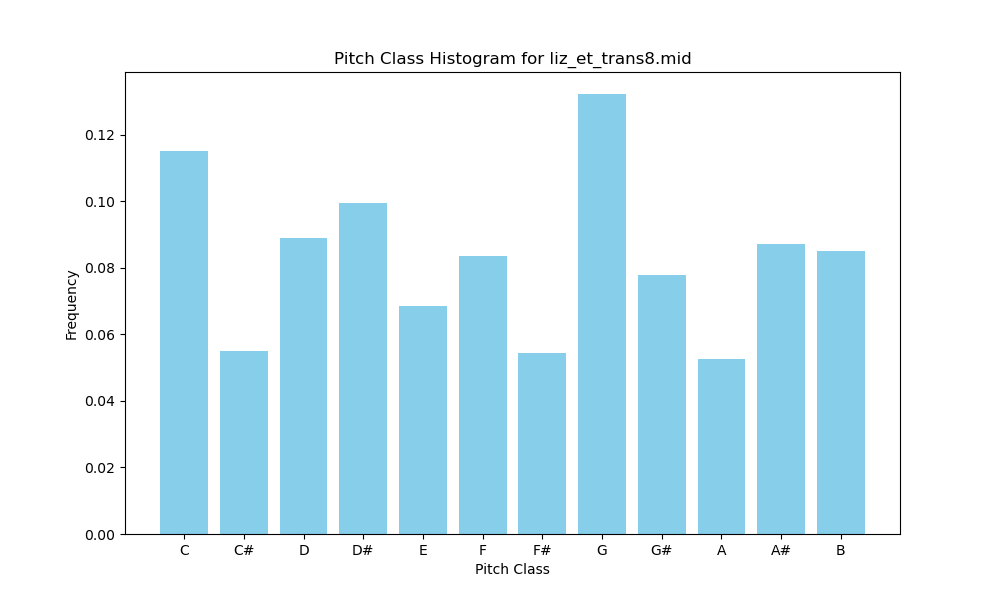 Pitch Class Histogram for liz_et_trans8.mid
Frequency
0.12
0.10
0.08
0.06
0.04
0.02
0.00
C C# D D# E F F# G G# A A# B
Pitch Class